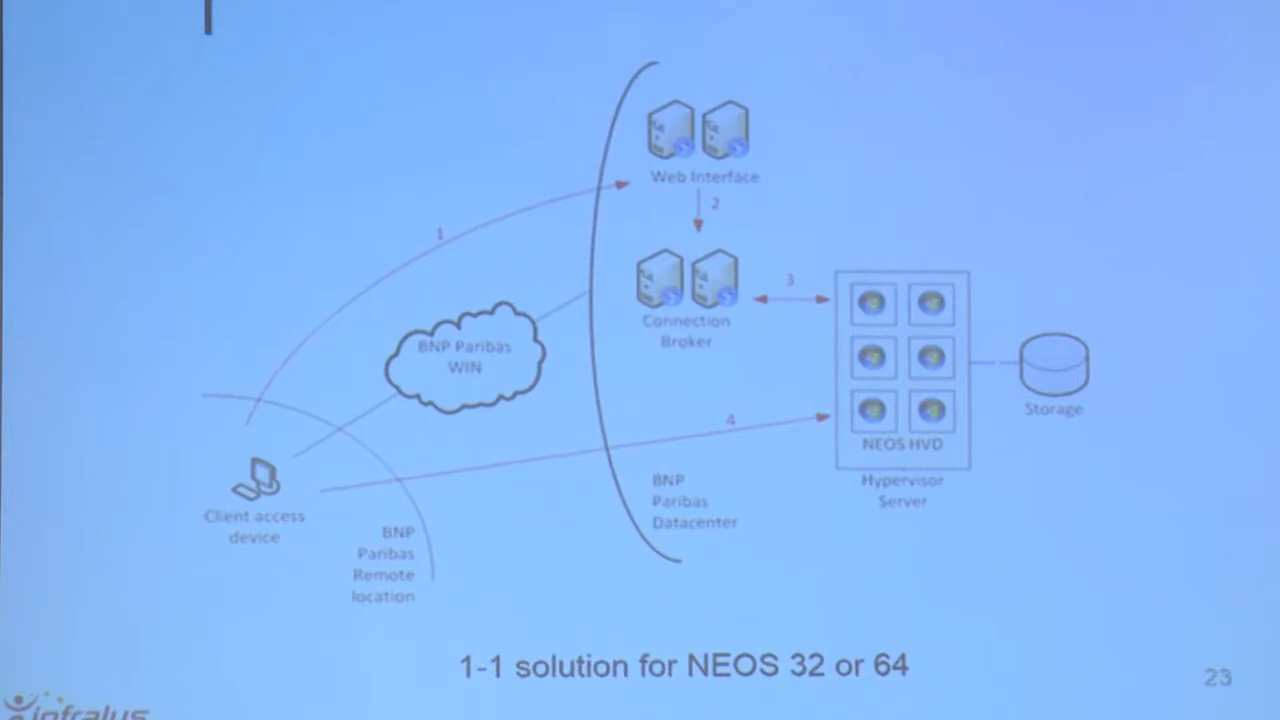 Web Interface
1
2
3
Connection
Broker
BNP Paribas
WIN
4
NEOS HVD
Storage
Hypervisor
Server
BNP
Paribas
Datacenter
Client access
device
BNP
Paribas
Remote
location
1-1 solution for NEOS 32 or 64
23